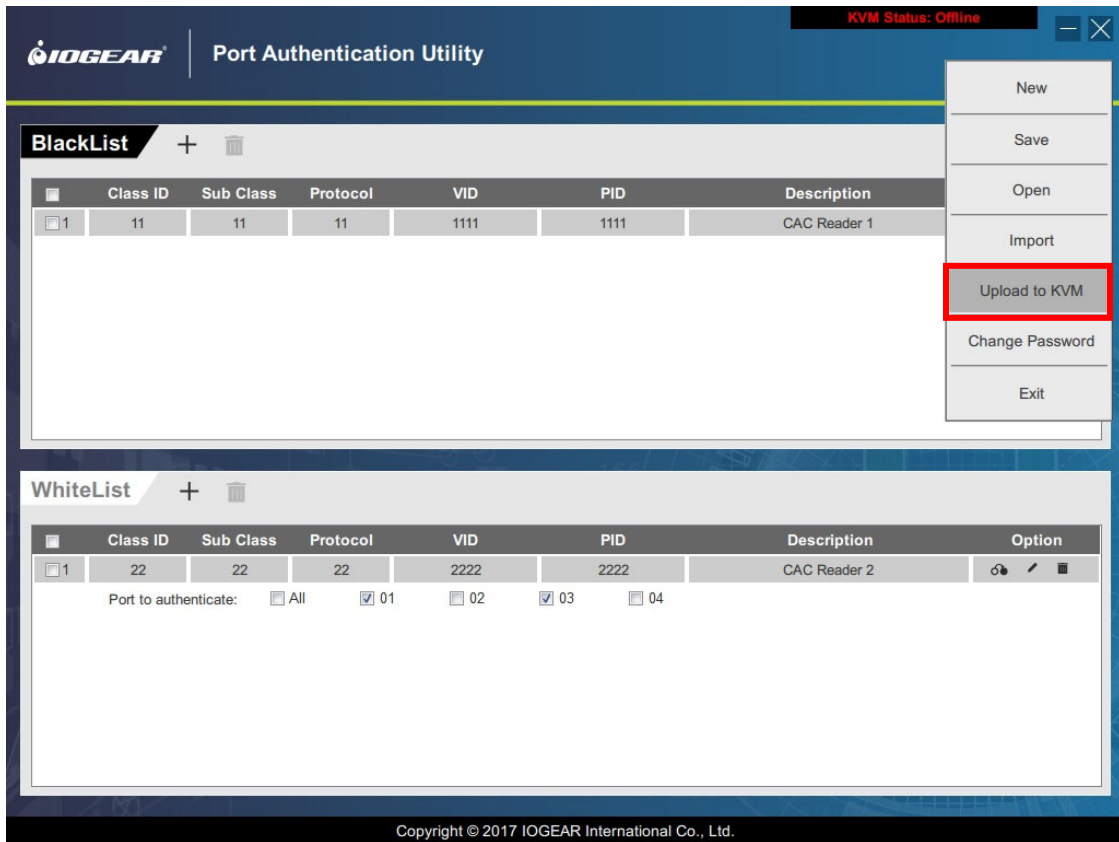 KVM Status: Offline
IOGEAR Port Authentication Utility
New
Save
Open
Import
Upload to KVM
Change Password
Exit
BlackList
Class ID Sub Class Protocol VID PID Description
1 11 11 11 1111 1111 CAC Reader 1
WhiteList
Class ID Sub Class Protocol VID PID Description Option
1 22 22 22 2222 2222 CAC Reader 2
Port to authenticate: All 01 02 03 04
Copyright © 2017 IOGEAR International Co., Ltd.